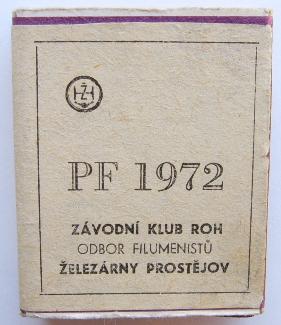 PF 1972
ZÁVODNÍ KLUB ROH
ODBOR FILUMENISTŮ
ŽELEZÁRNY PROSTĚJOV